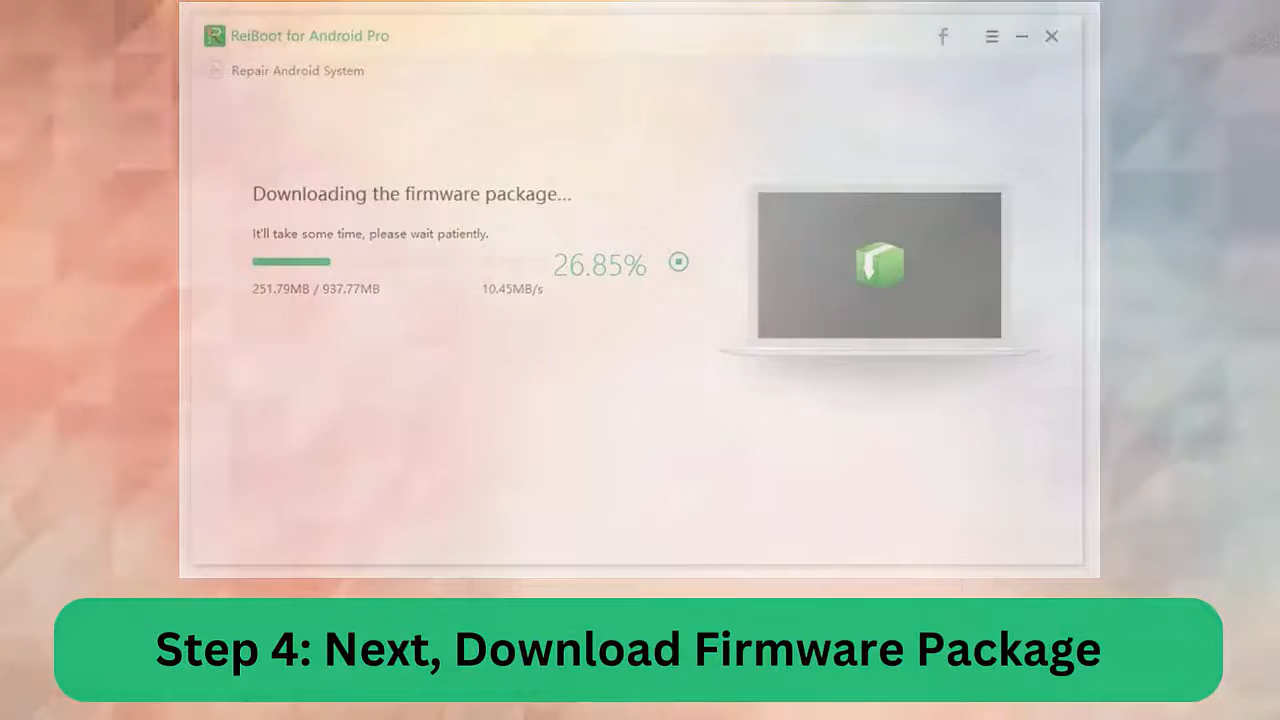 ReiBoot for Android Pro
Repair Android System
Downloading the firmware package...
It'll take some time, please wait patiently.
26.85%
251.79MB / 937.77MB 10.45MB/s
Step 4: Next, Download Firmware Package